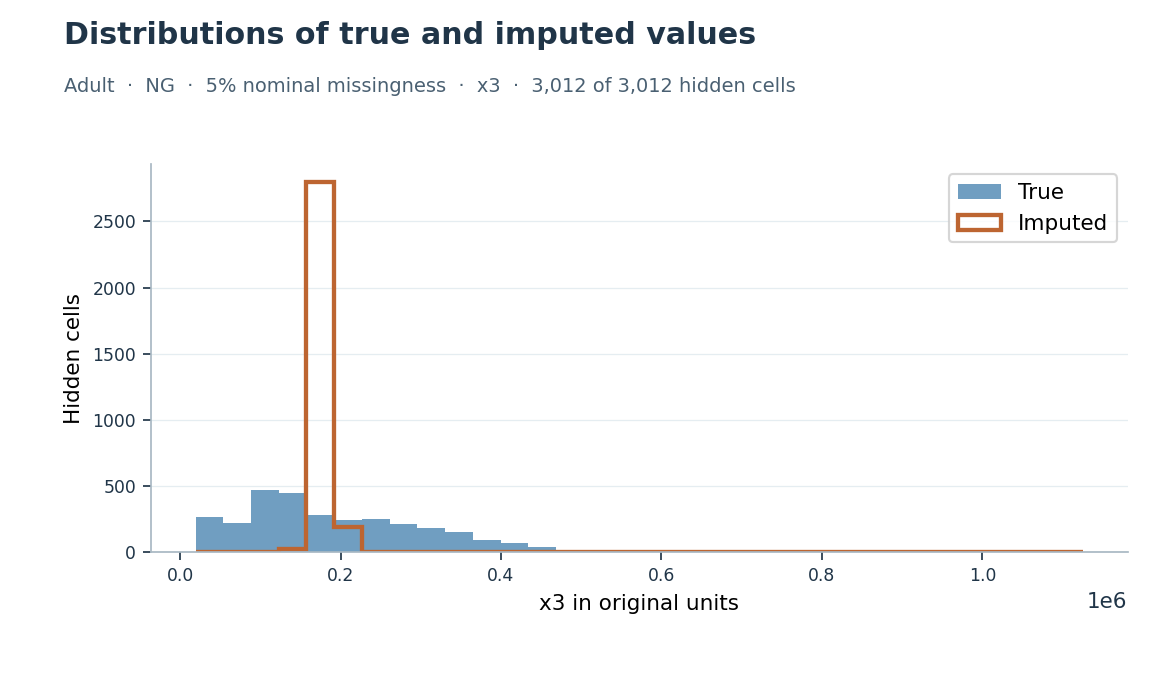 Distributions of true and imputed values
Adult · NG · 5% nominal missingness · x3 · 3,012 of 3,012 hidden cells
True
Imputed
Hidden cells
2500
2000
1500
1000
500
0
0.0 0.2 0.4 0.6 0.8 1.0
x3 in original units
1e6